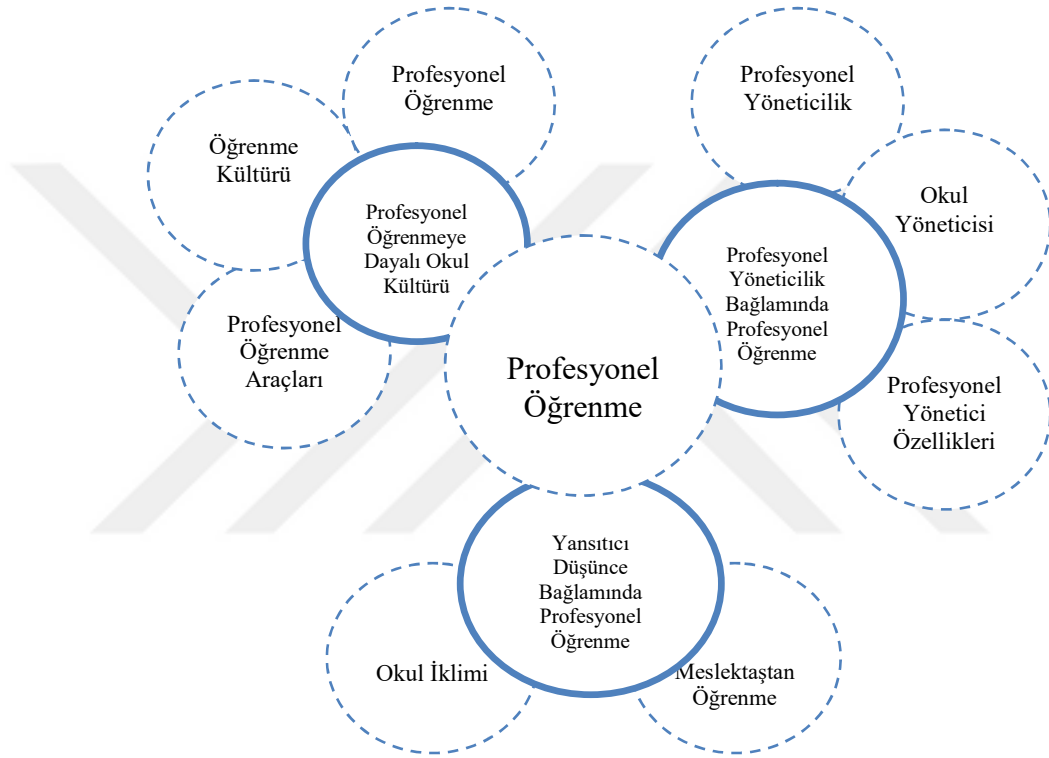 Profesyonel
Öğrenme
Profesyonel
Yöneticilik
Öğrenme
Kültürü
Okul
Yöneticisi
Profesyonel
Öğrenmeye
Dayalı Okul
Kültürü
Profesyonel
Yöneticilik
Bağlamında
Profesyonel
Öğrenme
Profesyonel
Öğrenme
Araçları
Profesyonel
Öğrenme
Profesyonel
Yönetici
Özellikleri
Yansıtıcı
Düşünce
Bağlamında
Profesyonel
Öğrenme
Okul İklimi
Meslektaştan
Öğrenme